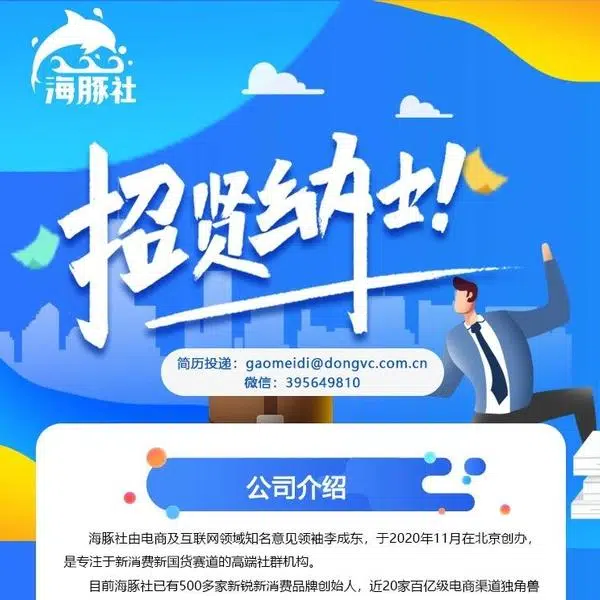 海豚社
招贤纳士!
简历投递：gaomeidi@dongvc.com.cn
微信：395649810
公司介绍
海豚社由电商及互联网领域知名意见领袖李成东，于2020年11月在北京创办，
是专注于新消费新国货赛道的高端社群机构。
目前海豚社已有500多家新锐新消费品牌创始人，近20家百亿级电商渠道独角兽